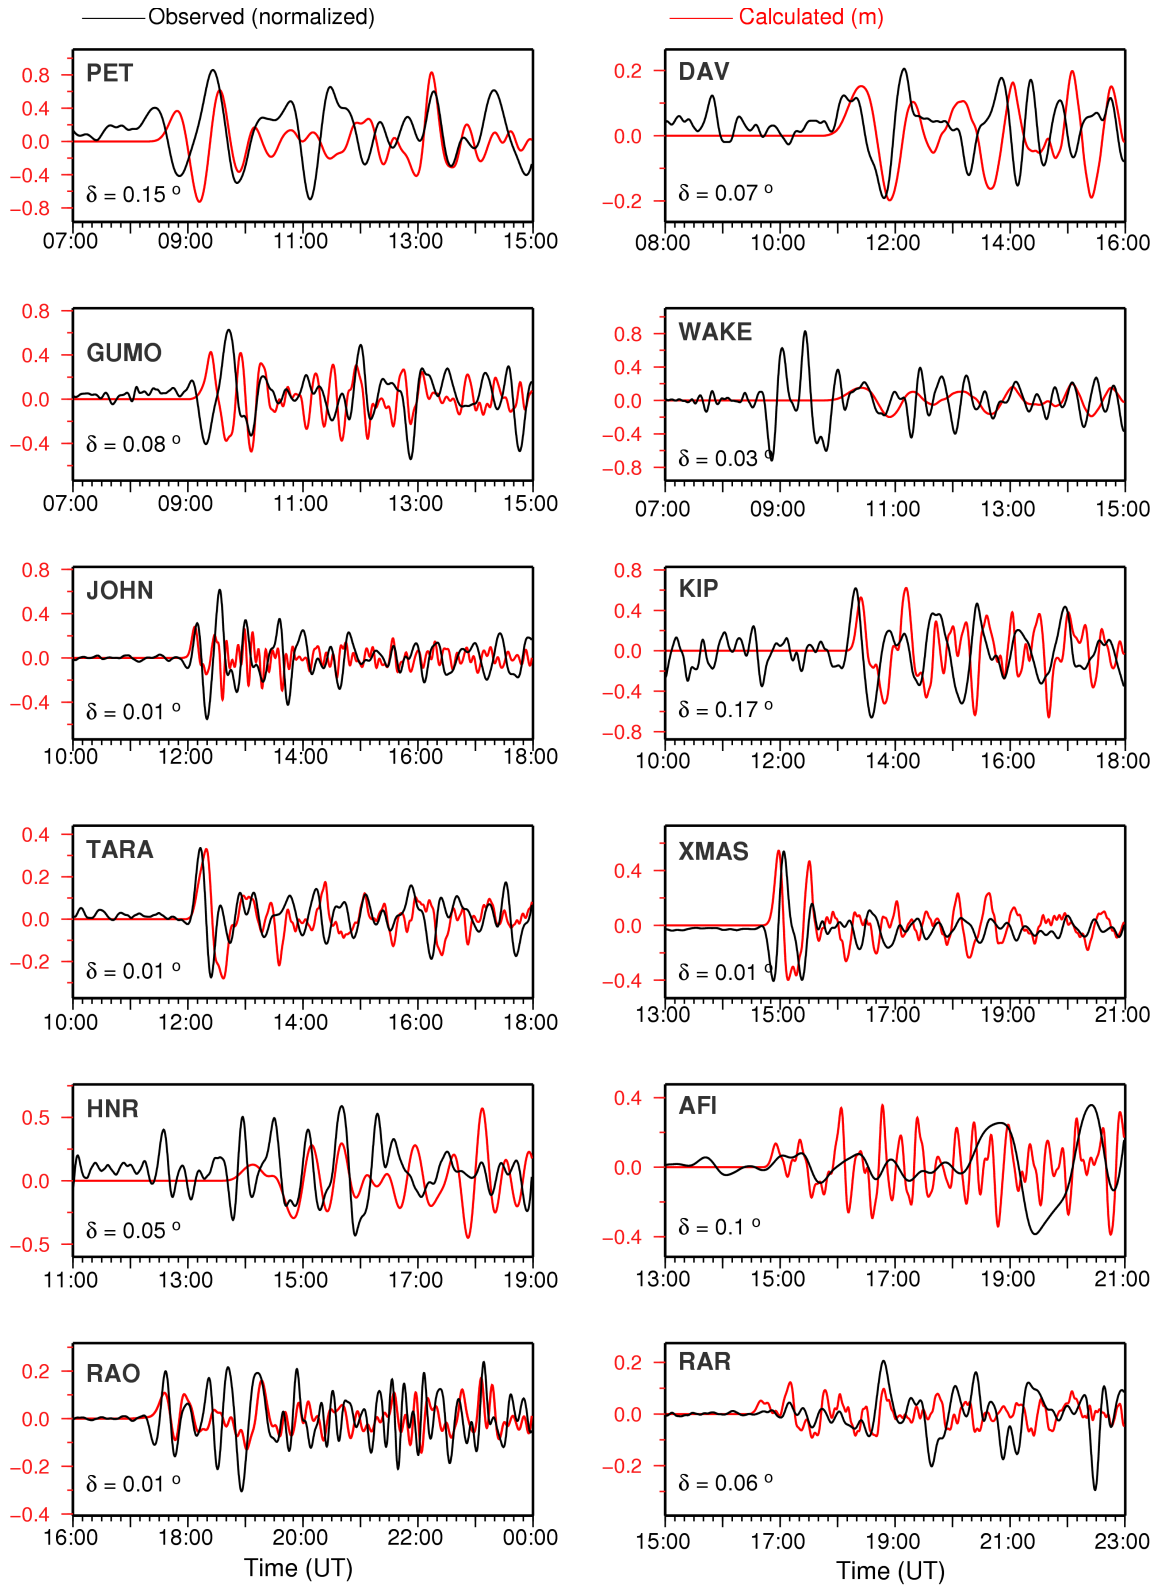 Observed (normalized) Calculated (m)
PET
0.8
0.4
0.0
−0.4
−0.8
δ = 0.15 o
07:00 09:00 11:00 13:00 15:00
DAV
0.2
0.0
−0.2
δ = 0.07 o
08:00 10:00 12:00 14:00 16:00
GUMO
0.8
0.4
0.0
−0.4
δ = 0.08 o
07:00 09:00 11:00 13:00 15:00
WAKE
0.8
0.4
0.0
−0.4
−0.8
δ = 0.03 o
07:00 09:00 11:00 13:00 15:00
JOHN
0.8
0.4
0.0
−0.4
δ = 0.01 o
10:00 12:00 14:00 16:00 18:00
KIP
0.8
0.4
0.0
−0.4
−0.8
δ = 0.17 o
10:00 12:00 14:00 16:00 18:00
TARA
0.4
0.2
0.0
−0.2
δ = 0.01 o
10:00 12:00 14:00 16:00 18:00
XMAS
0.4
0.0
−0.4
δ = 0.01 o
13:00 15:00 17:00 19:00 21:00
HNR
0.5
0.0
−0.5
δ = 0.05 o
11:00 13:00 15:00 17:00 19:00
AFI
0.4
0.0
−0.4
δ = 0.1 o
13:00 15:00 17:00 19:00 21:00
RAO
0.2
0.0
−0.2
−0.4
δ = 0.01 o
16:00 18:00 20:00 22:00 00:00
Time (UT)
RAR
0.2
0.0
−0.2
δ = 0.06 o
15:00 17:00 19:00 21:00 23:00
Time (UT)